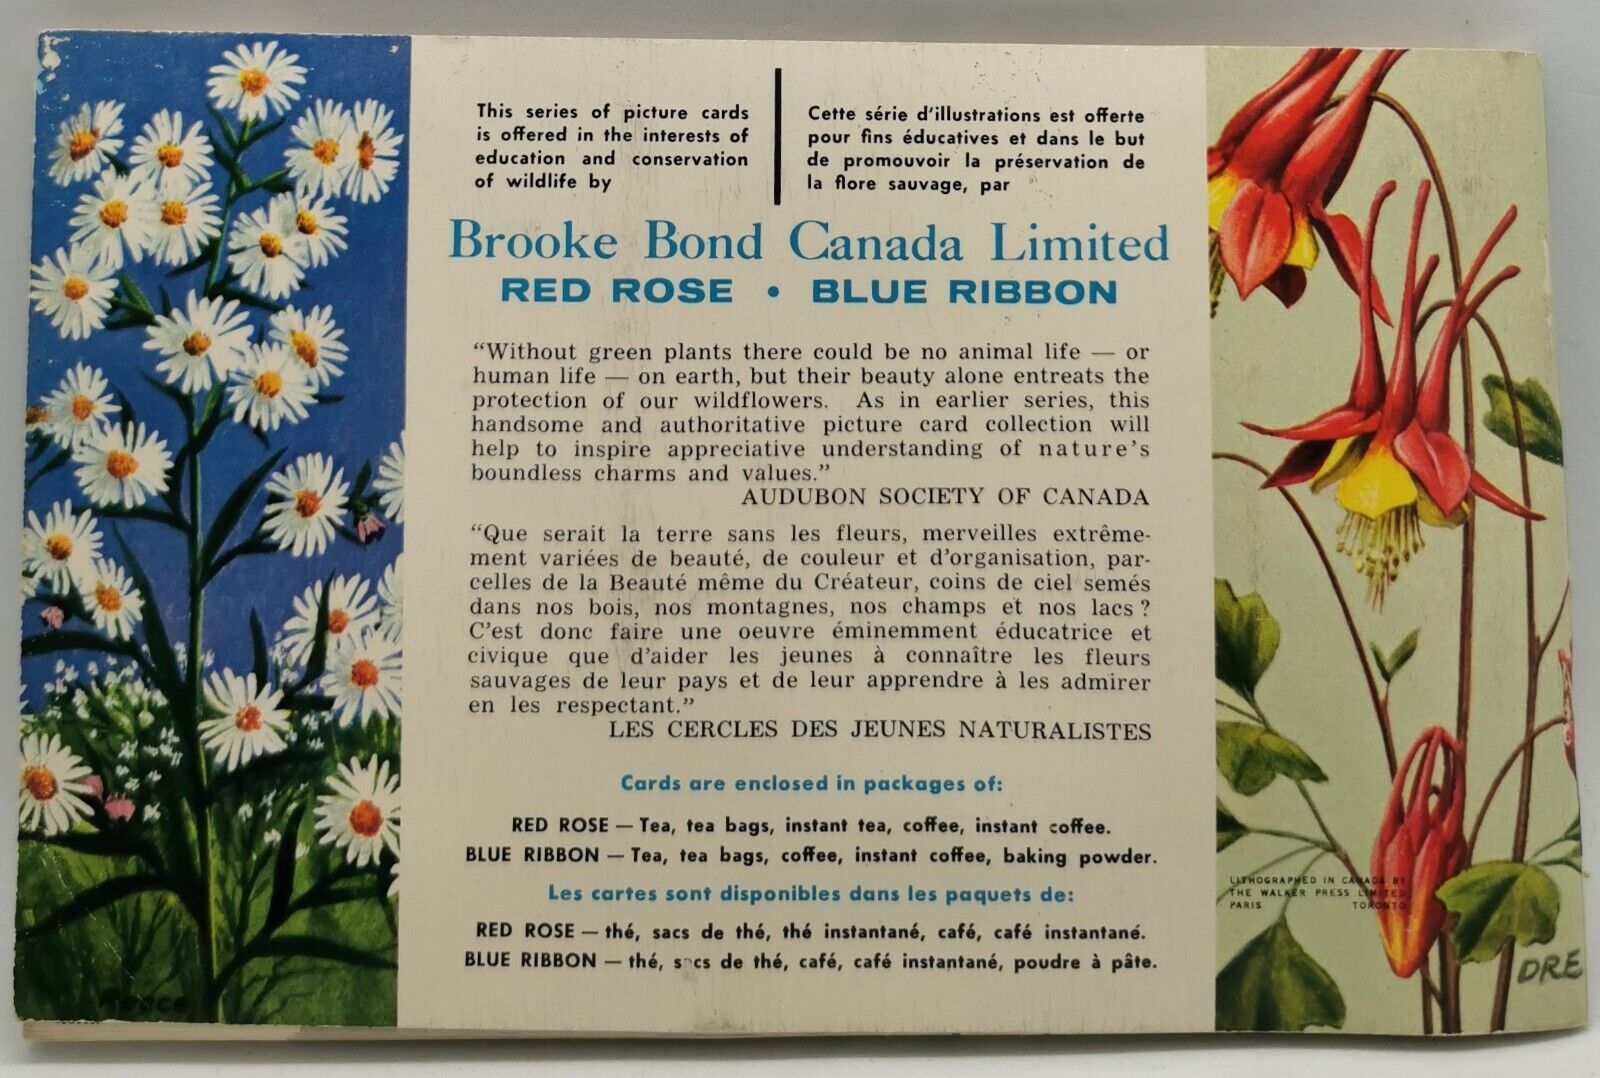 This series of picture cards
is offered in the interests of
education and conservation
of wildlife by
Cette série d'illustrations est offerte
pour fins éducatives et dans le but
de promouvoir la préservation de
la flore sauvage, par
Brooke Bond Canada Limited
RED ROSE • BLUE RIBBON
“Without green plants there could be no animal life — or
human life — on earth, but their beauty alone entreats the
protection of our wildflowers. As in earlier series, this
handsome and authoritative picture card collection will
help to inspire appreciative understanding of nature's
boundless charms and values.”
AUDUBON SOCIETY OF CANADA
“Que serait la terre sans les fleurs, merveilles extrême-
ment variées de beauté, de couleur et d'organisation, par-
celles de la Beauté même du Créateur, coins de ciel semés
dans nos bois, nos montagnes, nos champs et nos lacs ?
C'est donc faire une oeuvre éminemment éducatrice et
civique que d'aider les jeunes à connaître les fleurs
sauvages de leur pays et de leur apprendre à les admirer
en les respectant.”
LES CERCLES DES JEUNES NATURALISTES
Cards are enclosed in packages of:
RED ROSE — Tea, tea bags, instant tea, coffee, instant coffee.
BLUE RIBBON — Tea, tea bags, coffee, instant coffee, baking powder.
Les cartes sont disponibles dans les paquets de:
RED ROSE — thé, sacs de thé, thé instantané, café, café instantané.
BLUE RIBBON — thé, sacs de thé, café, café instantané, poudre à pâte.
LITHOGRAPHED IN CANADA BY
THE WALKER PRESS LIMITED
PARIS TORONTO
DRE